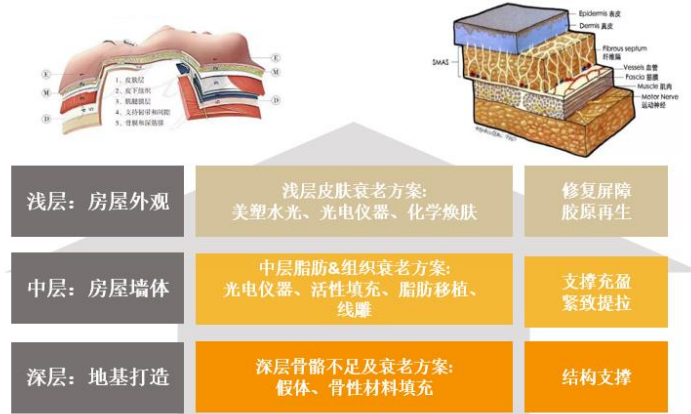 E
M
D
E
M
D
1、皮肤层
2、皮下组织
3、肌腱膜层
4、支持韧带和间隙
5、骨膜和深筋膜
SMAS
Epidermis 表皮
Dermis 真皮
Fibrous septum
纤维隔
Vessels 血管
Fascia 筋膜
Muscle 肌肉
Motor Nerve
运动神经
浅层：房屋外观
浅层皮肤衰老方案:
美塑水光、光电仪器、化学焕肤
修复屏障
胶原再生
中层：房屋墙体
中层脂肪&组织衰老方案:
光电仪器、活性填充、脂肪移植、
线雕
支撑充盈
紧致提拉
深层：地基打造
深层骨骼不足及衰老方案:
假体、骨性材料填充
结构支撑